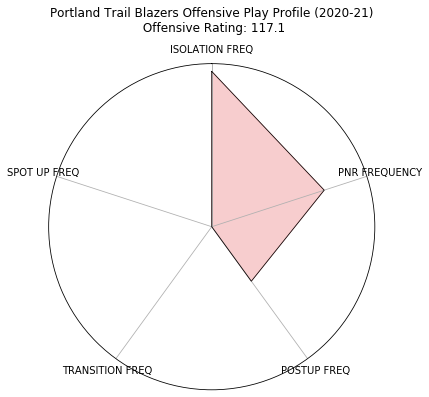 Portland Trail Blazers Offensive Play Profile (2020-21)
Offensive Rating: 117.1
ISOLATION FREQ
SPOT UP FREQ
PNR FREQUENCY
TRANSITION FREQ
POSTUP FREQ